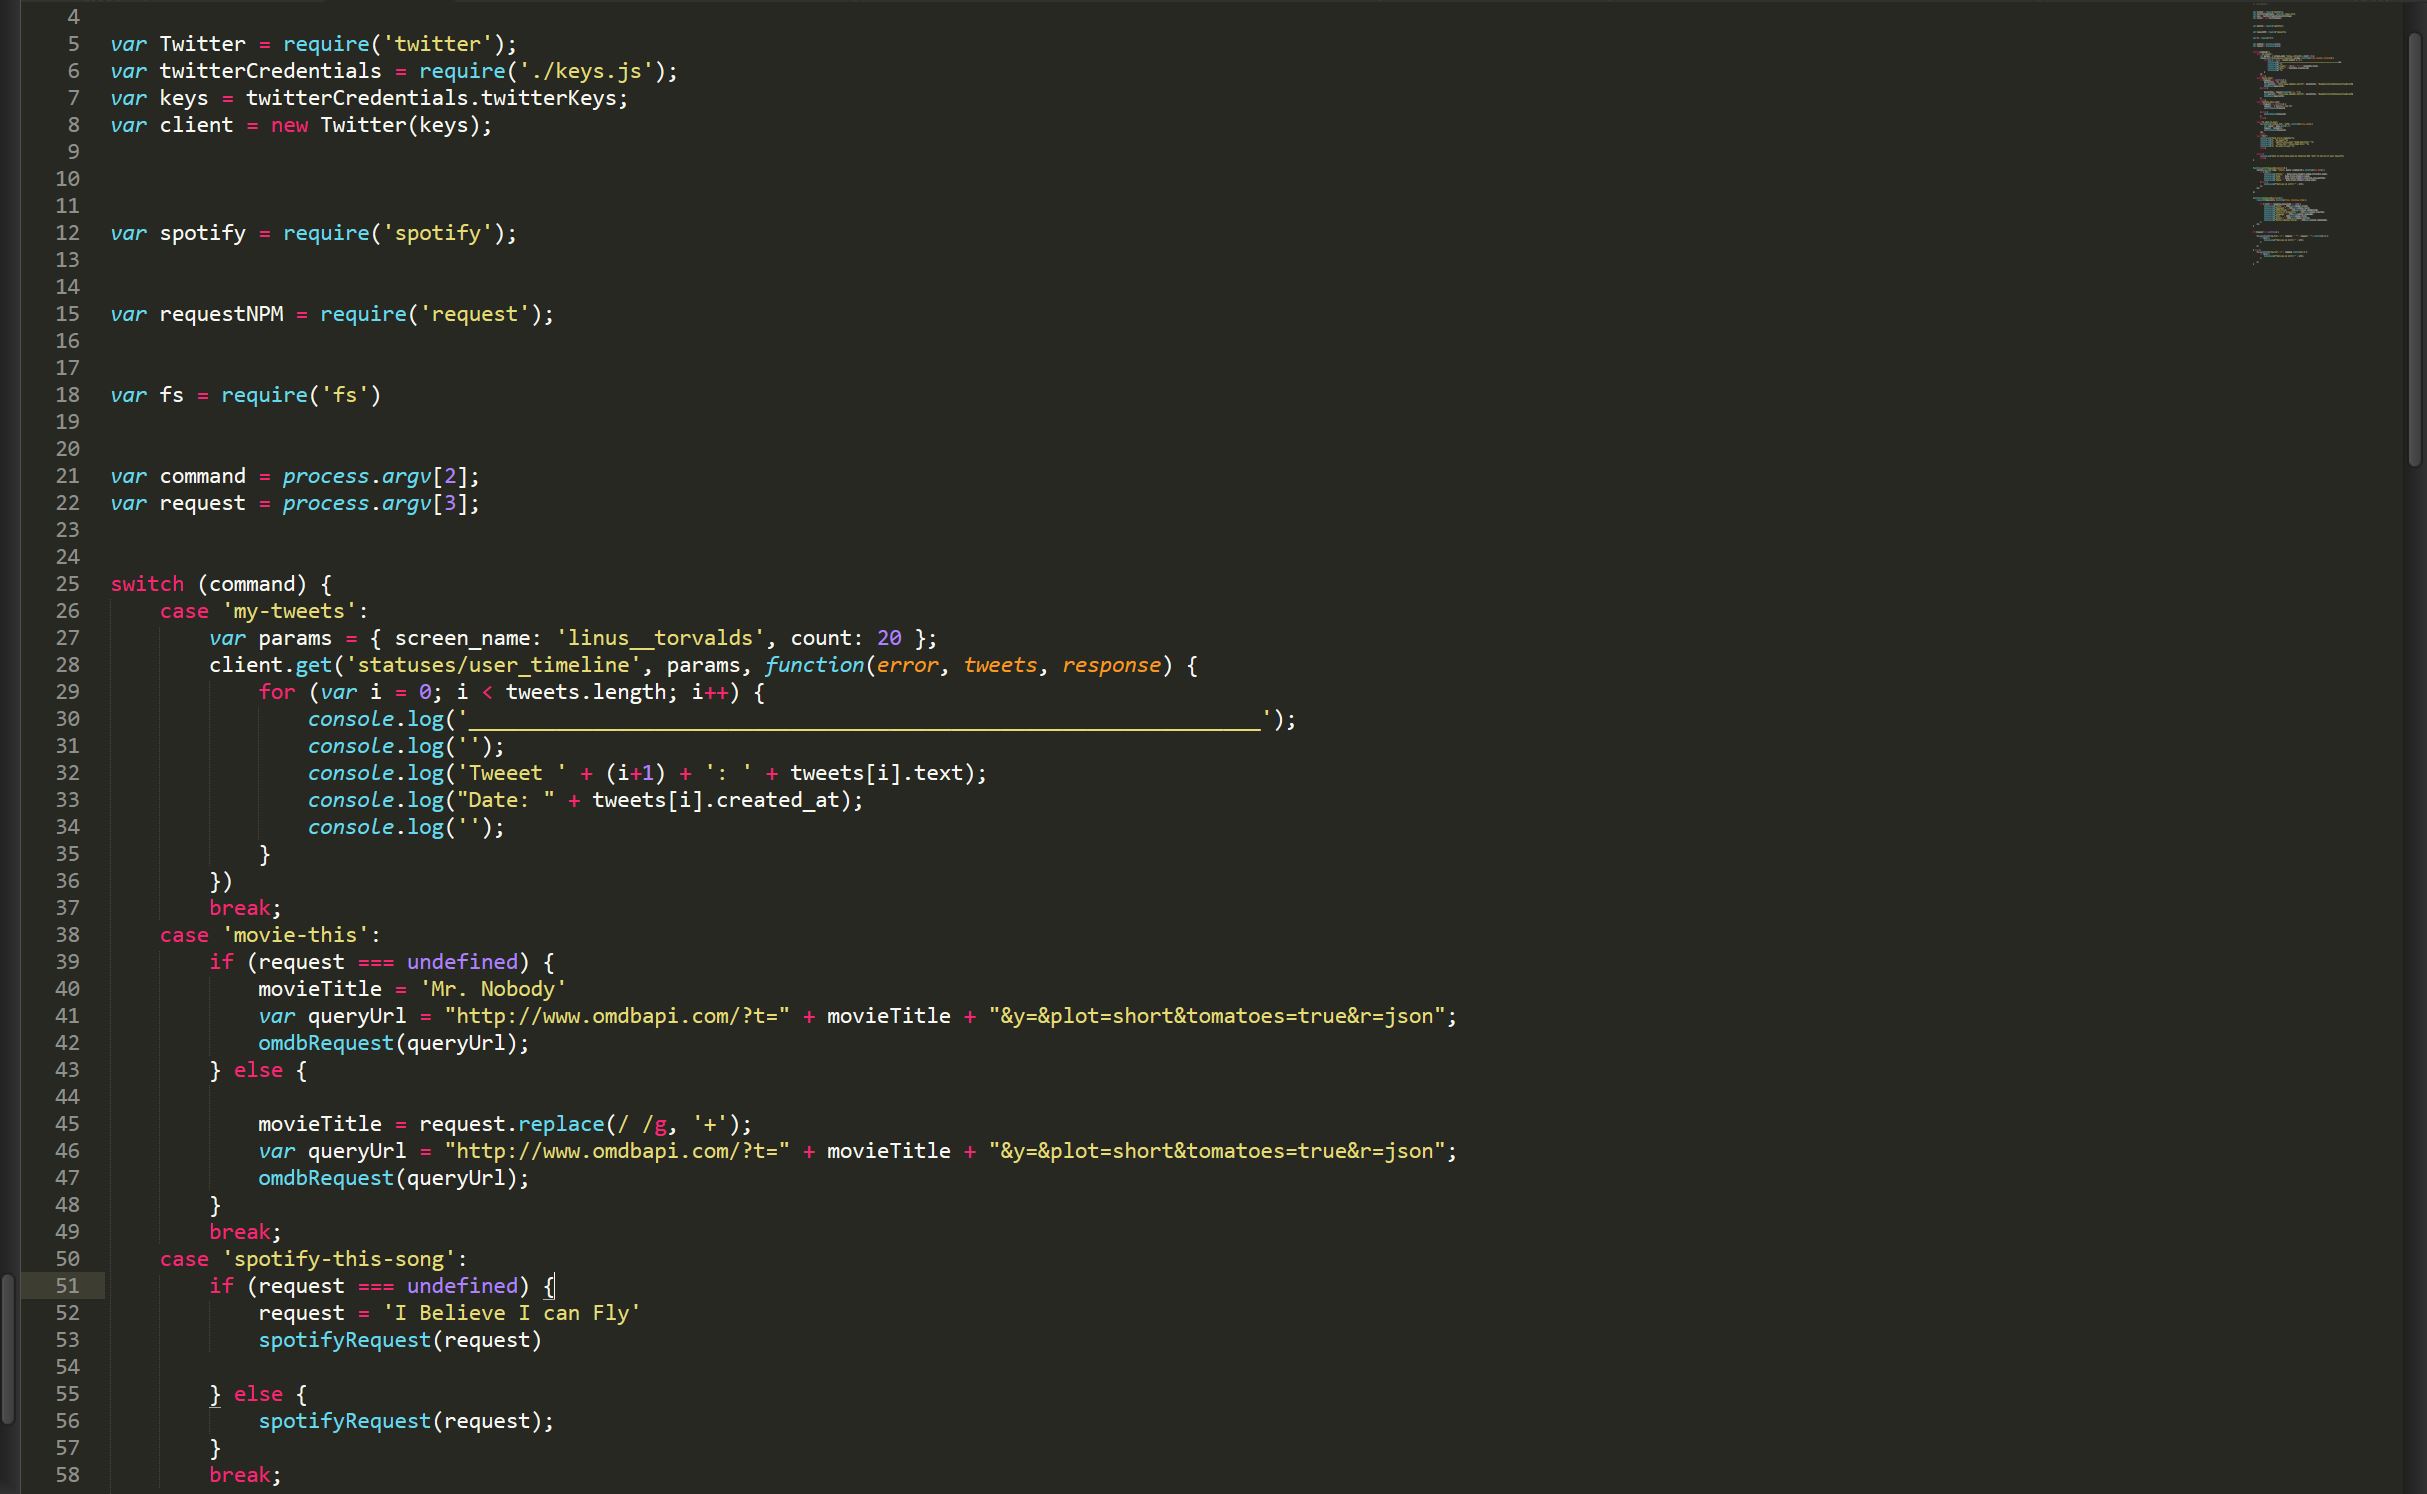 4
5 var Twitter = require('twitter');
6 var twitterCredentials = require('./keys.js');
7 var keys = twitterCredentials.twitterKeys;
8 var client = new Twitter(keys);
9
10
11
12 var spotify = require('spotify');
13
14
15 var requestNPM = require('request');
16
17
18 var fs = require('fs')
19
20
21 var command = process.argv[2];
22 var request = process.argv[3];
23
24
25 switch (command) {
26     case 'my-tweets':
27         var params = { screen_name: 'linus__torvalds', count: 20 };
28         client.get('statuses/user_timeline', params, function(error, tweets, response) {
29             for (var i = 0; i < tweets.length; i++) {
30                 console.log('________________________________________________________________');
31                 console.log('');
32                 console.log('Tweeet ' + (i+1) + ': ' + tweets[i].text);
33                 console.log("Date: " + tweets[i].created_at);
34                 console.log('');
35             }
36         })
37         break;
38     case 'movie-this':
39         if (request === undefined) {
40             movieTitle = 'Mr. Nobody'
41             var queryUrl = "http://www.omdbapi.com/?t=" + movieTitle + "&y=&plot=short&tomatoes=true&r=json";
42             omdbRequest(queryUrl);
43         } else {
44
45             movieTitle = request.replace(/ /g, '+');
46             var queryUrl = "http://www.omdbapi.com/?t=" + movieTitle + "&y=&plot=short&tomatoes=true&r=json";
47             omdbRequest(queryUrl);
48         }
49         break;
50     case 'spotify-this-song':
51         if (request === undefined) {
52             request = 'I Believe I can Fly'
53             spotifyRequest(request)
54
55         } else {
56             spotifyRequest(request);
57         }
58         break;